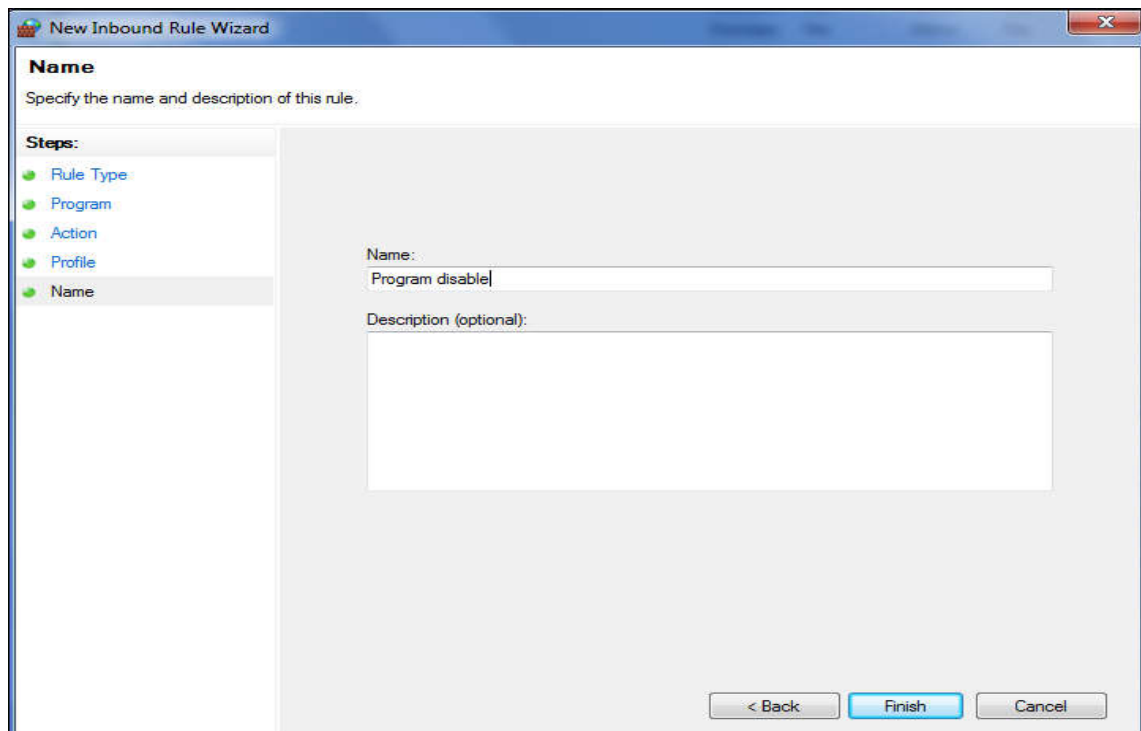 New Inbound Rule Wizard
Name
Specify the name and description of this rule.
Steps:
Rule Type
Program
Action
Profile
Name
Name:
Program disable
Description (optional):
< Back
Finish
Cancel